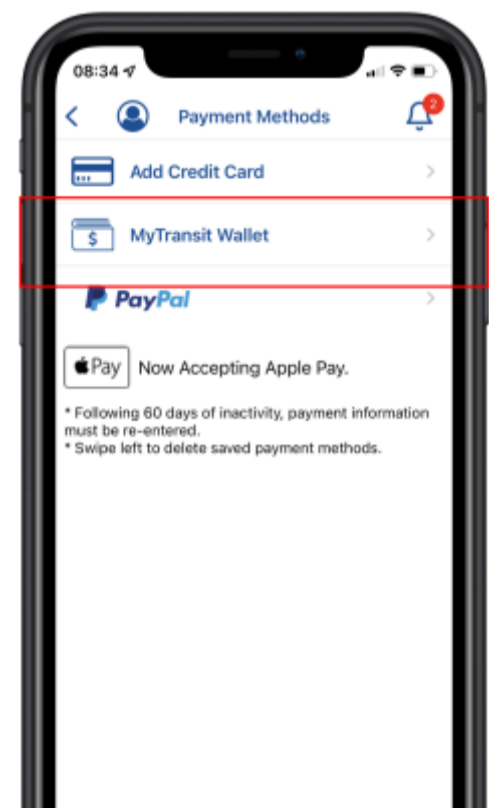 08:34
Payment Methods
2
Add Credit Card
$
MyTransit Wallet
PayPal
Pay Now Accepting Apple Pay.
* Following 60 days of inactivity, payment information
must be re-entered.
* Swipe left to delete saved payment methods.